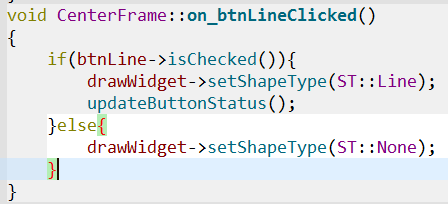 void CenterFrame::on_btnLineClicked()
{
    if(btnLine->isChecked()){
        drawWidget->setShapeType(ST::Line);
        updateButtonStatus();
    }else{
        drawWidget->setShapeType(ST::None);
    }
}